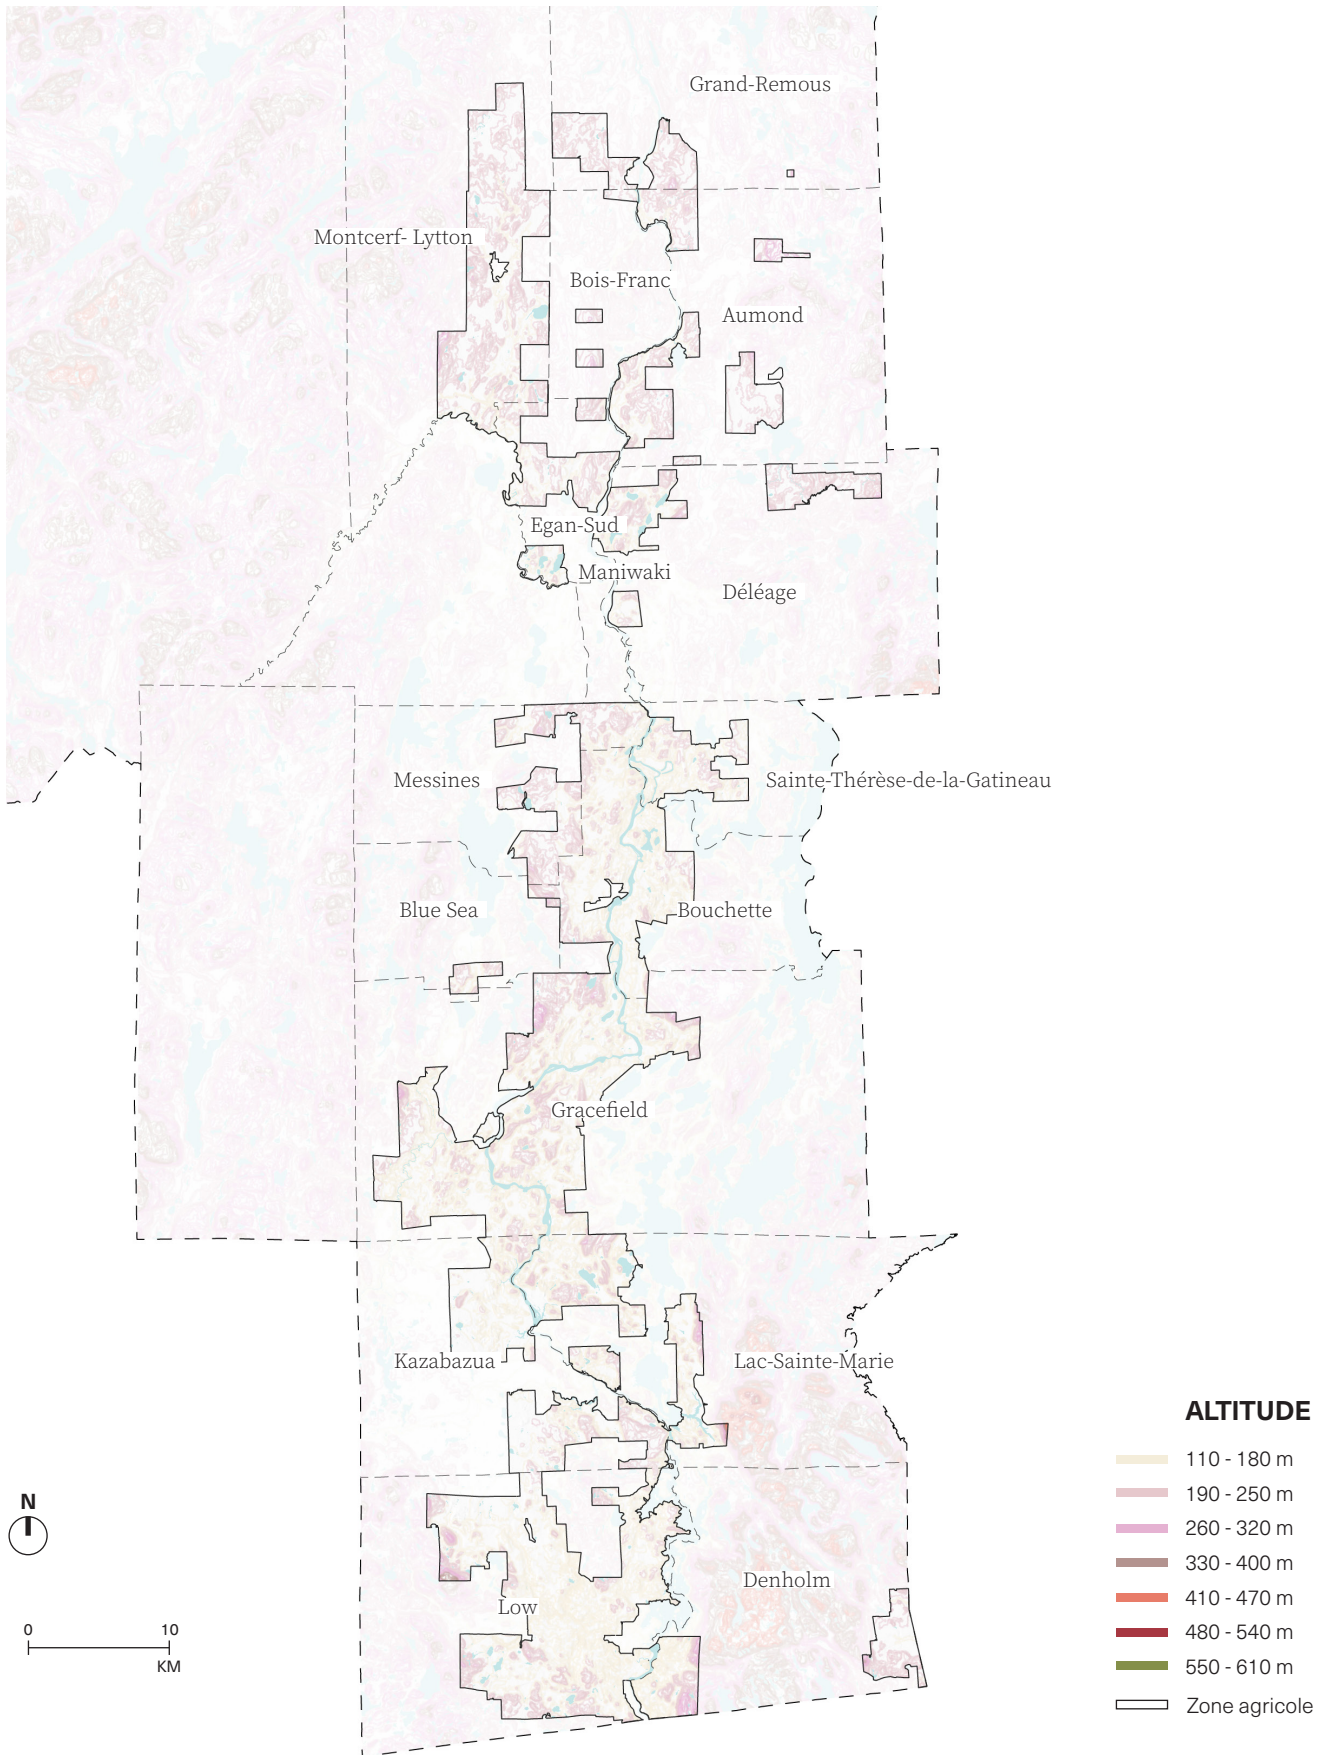 Grand-Remous
Montcerf- Lytton
Bois-Franc
Aumond
Egan-Sud
Maniwaki
Déléage
Messines
Sainte-Thérèse-de-la-Gatineau
Blue Sea
Bouchette
Gracefield
Kazabazua
Lac-Sainte-Marie
Denholm
Low
N
0 10
KM
ALTITUDE
110 - 180 m
190 - 250 m
260 - 320 m
330 - 400 m
410 - 470 m
480 - 540 m
550 - 610 m
Zone agricole